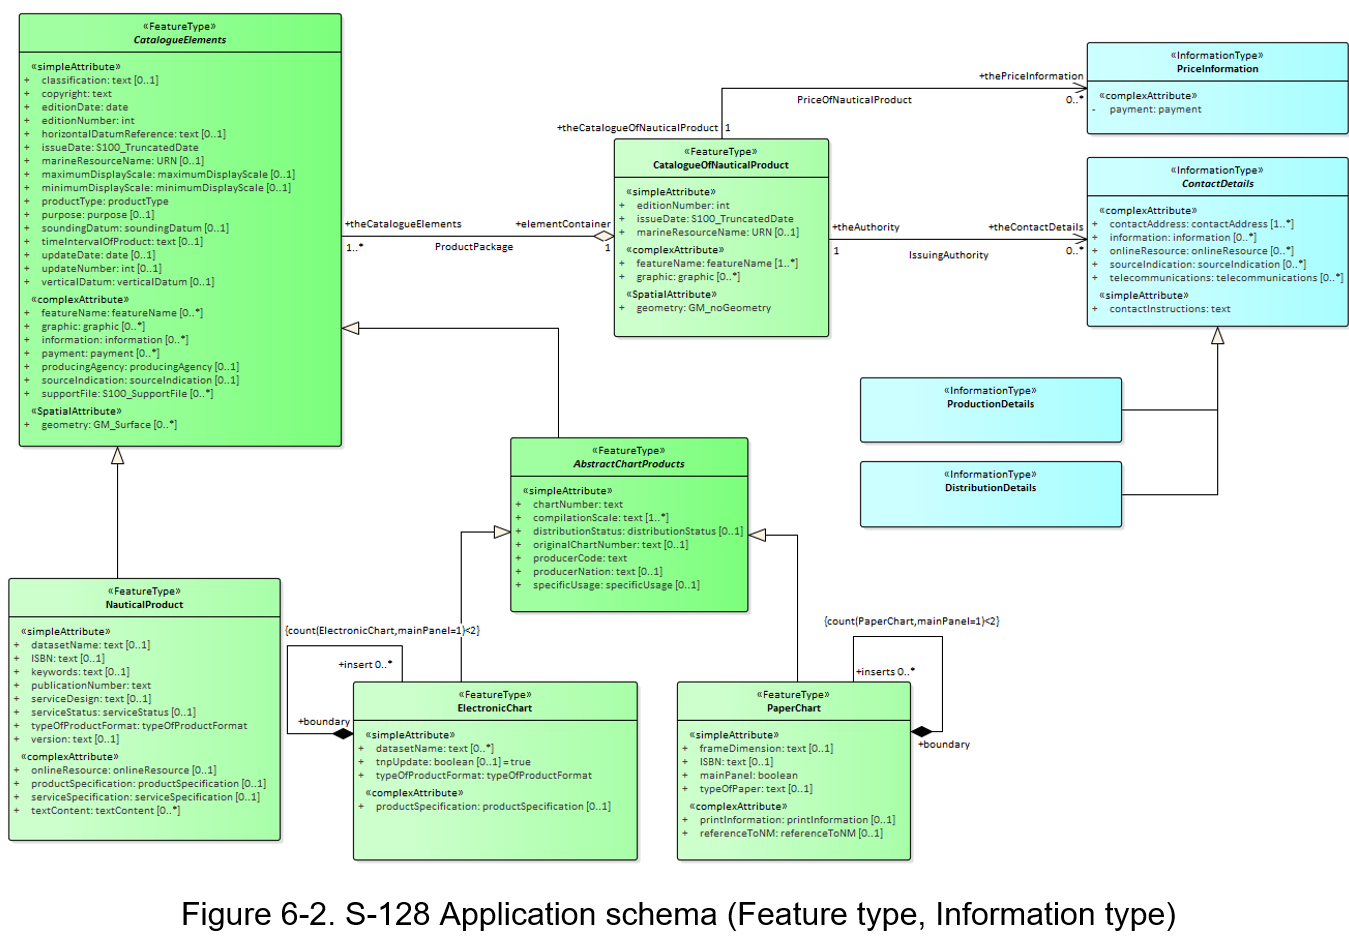 «FeatureType»
CatalogueElements
«simpleAttribute»
+ classification: text [0..1]
+ copyright: text
+ editionDate: date
+ editionNumber: int
+ horizontalDatumReference: text [0..1]
+ issueDate: S100_TruncatedDate
+ marineResourceName: URN [0..1]
+ maximumDisplayScale: maximumDisplayScale [0..1]
+ minimumDisplayScale: minimumDisplayScale [0..1]
+ productType: productType
+ purpose: purpose [0..1]
+ soundingDatum: soundingDatum [0..1]
+ timeIntervalOfProduct: text [0..1]
+ updateDate: date [0..1]
+ updateNumber: int [0..1]
+ verticalDatum: verticalDatum [0..1]
«complexAttribute»
+ featureName: featureName [0..*]
+ graphic: graphic [0..*]
+ information: information [0..*]
+ payment: payment [0..*]
+ producingAgency: producingAgency [0..1]
+ sourceIndication: sourceIndication [0..1]
+ supportFile: S100_SupportFile [0..*]
«SpatialAttribute»
+ geometry: GM_Surface [0..*]
+theCatalogueElements
1..*
ProductPackage
+elementContainer
1
+theCatalogueOfNauticalProduct
1
PriceOfNauticalProduct
+thePriceInformation
0..*
«FeatureType»
CatalogueOfNauticalProduct
«simpleAttribute»
+ editionNumber: int
+ issueDate: S100_TruncatedDate
+ marineResourceName: URN [0..1]
«complexAttribute»
+ featureName: featureName [1..*]
+ graphic: graphic [0..*]
«SpatialAttribute»
+ geometry: GM_noGeometry
+theAuthority
1
IssuingAuthority
+theContactDetails
0..*
«InformationType»
PriceInformation
«complexAttribute»
- payment: payment
«InformationType»
ContactDetails
«complexAttribute»
+ contactAddress: contactAddress [1..*]
+ information: information [0..*]
+ onlineResource: onlineResource [0..*]
+ sourceIndication: sourceIndication [0..*]
+ telecommunications: telecommunications [0..*]
«simpleAttribute»
+ contactInstructions: text
«InformationType»
ProductionDetails
«InformationType»
DistributionDetails
«FeatureType»
AbstractChartProducts
«simpleAttribute»
+ chartNumber: text
+ compilationScale: text [1..*]
+ distributionStatus: distributionStatus [0..1]
+ originalChartNumber: text [0..1]
+ producerCode: text
+ producerNation: text [0..1]
+ specificUsage: specificUsage [0..1]
«FeatureType»
NauticalProduct
«simpleAttribute»
+ datasetName: text [0..1]
+ ISBN: text [0..1]
+ keywords: text [0..1]
+ publicationNumber: text
+ serviceDesign: text [0..1]
+ serviceStatus: serviceStatus [0..1]
+ typeOfProductFormat: typeOfProductFormat
+ version: text [0..1]
«complexAttribute»
+ onlineResource: onlineResource [0..1]
+ productSpecification: productSpecification [0..1]
+ serviceSpecification: serviceSpecification [0..1]
+ textContent: textContent [0..*]
{count(ElectronicChart,mainPanel=1)<2}
+insert 0..*
+boundary
«FeatureType»
ElectronicChart
«simpleAttribute»
+ datasetName: text [0..*]
+ tnpUpdate: boolean [0..1] = true
+ typeOfProductFormat: typeOfProductFormat
«complexAttribute»
+ productSpecification: productSpecification [0..1]
{count(PaperChart,mainPanel=1)<2}
+inserts 0..*
+boundary
«FeatureType»
PaperChart
«simpleAttribute»
+ frameDimension: text [0..1]
+ ISBN: text [0..1]
+ mainPanel: boolean
+ typeOfPaper: text [0..1]
«complexAttribute»
+ printInformation: printInformation [0..1]
+ referenceToNM: referenceToNM [0..1]
Figure 6-2. S-128 Application schema (Feature type, Information type)